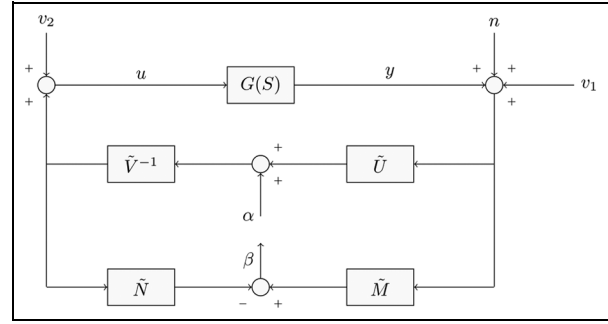 v₂
n
+
+ +
u
G(S)
y
v₁
+
+
+
Ṽ⁻¹
Ũ
+
α
β
Ñ
M̃
− +